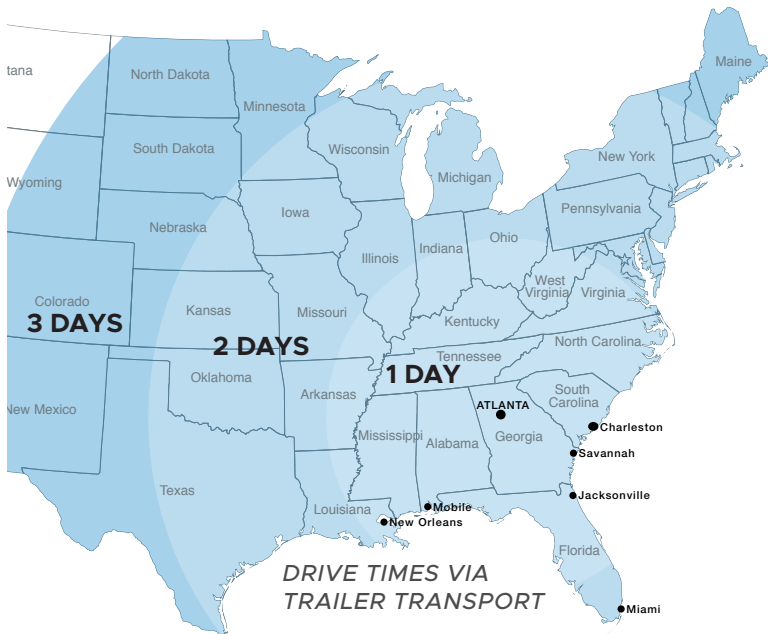 Maine
tana
North Dakota
Minnesota
South Dakota
Wisconsin
New York
Michigan
Wyoming
Pennsylvania
Iowa
Nebraska
Ohio
Indiana
Illinois
West
Virginia
Virginia
Colorado
3 DAYS
Kansas
Missouri
Kentucky
2 DAYS
North Carolina
Tennessee
1 DAY
Oklahoma
Arkansas
South
Carolina
New Mexico
ATLANTA
Charleston
Mississippi
Alabama
Georgia
Savannah
Texas
Jacksonville
Louisiana
Mobile
New Orleans
Florida
DRIVE TIMES VIA
TRAILER TRANSPORT
Miami